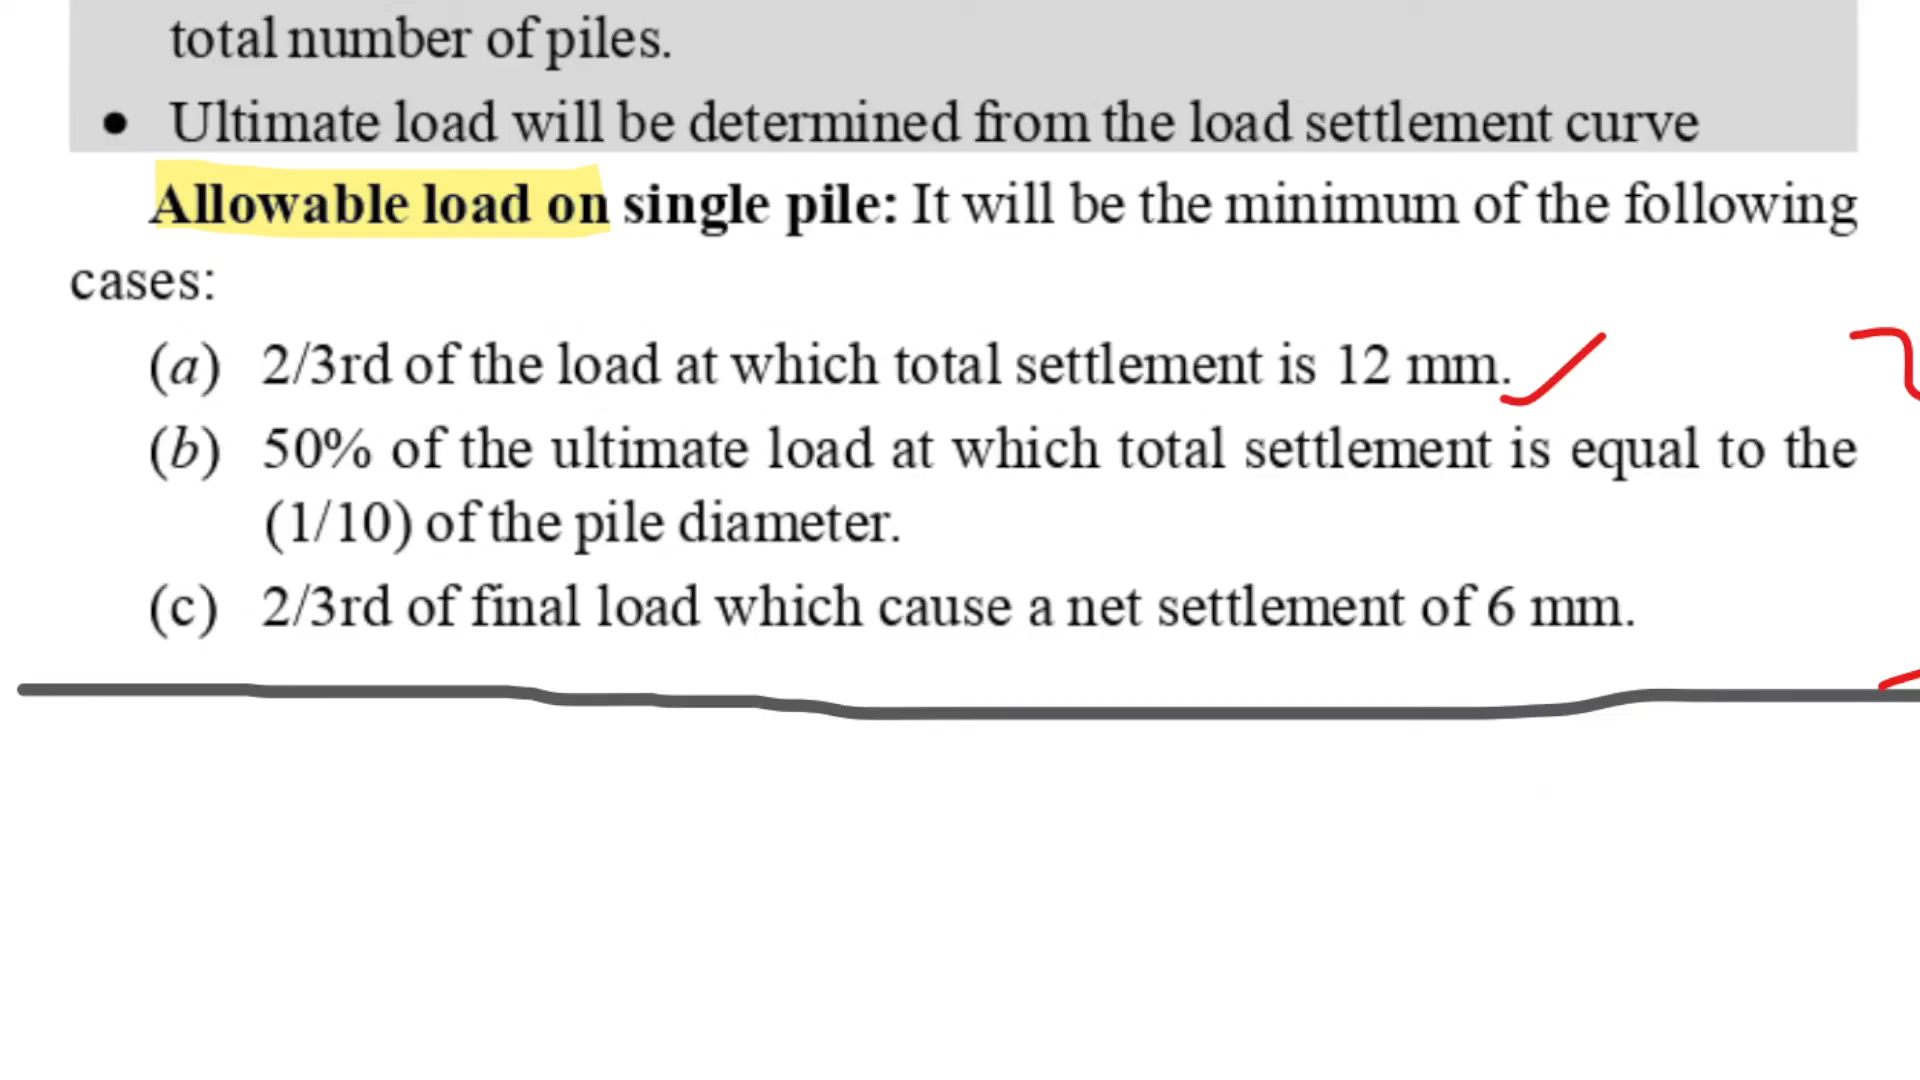 total number of piles.
• Ultimate load will be determined from the load settlement curve
Allowable load on single pile: It will be the minimum of the following
cases:
(a) 2/3rd of the load at which total settlement is 12 mm.
(b) 50% of the ultimate load at which total settlement is equal to the
(1/10) of the pile diameter.
(c) 2/3rd of final load which cause a net settlement of 6 mm.